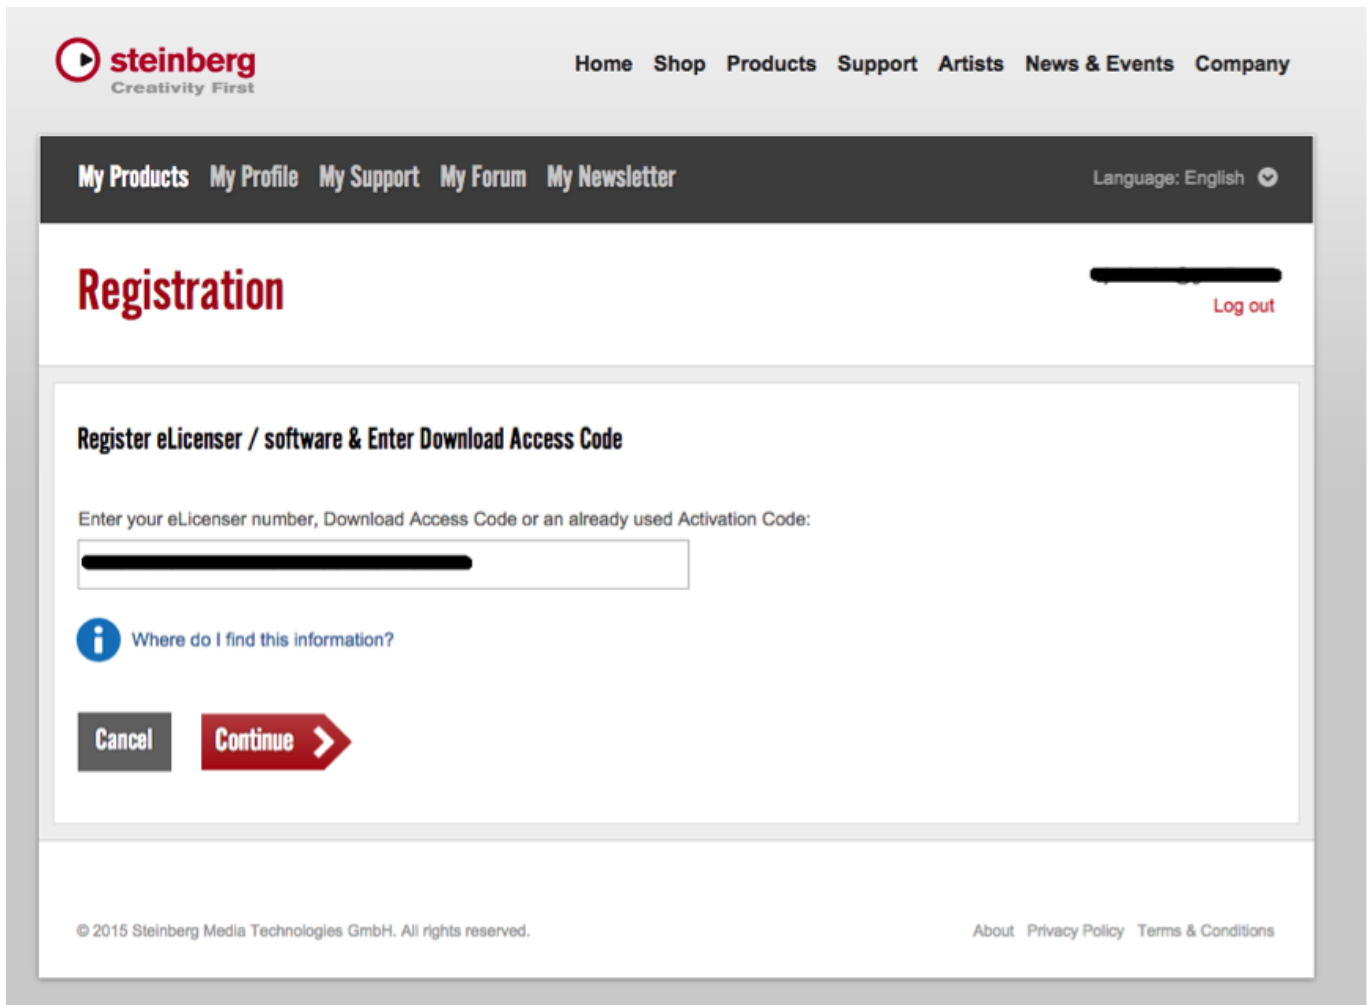 steinberg
Creativity First
Home Shop Products Support Artists News & Events Company
My Products My Profile My Support My Forum My Newsletter Language: English
Registration
Log out
Register eLicenser / software & Enter Download Access Code
Enter your eLicenser number, Download Access Code or an already used Activation Code:
i Where do I find this information?
Cancel Continue
© 2015 Steinberg Media Technologies GmbH. All rights reserved. About Privacy Policy Terms & Conditions